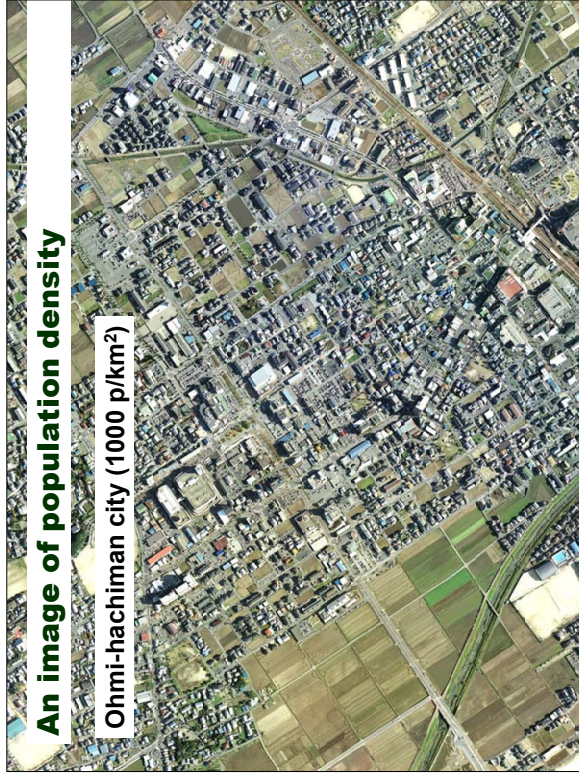 An image of population density
Ohmi-hachiman city (1000 p/km²)